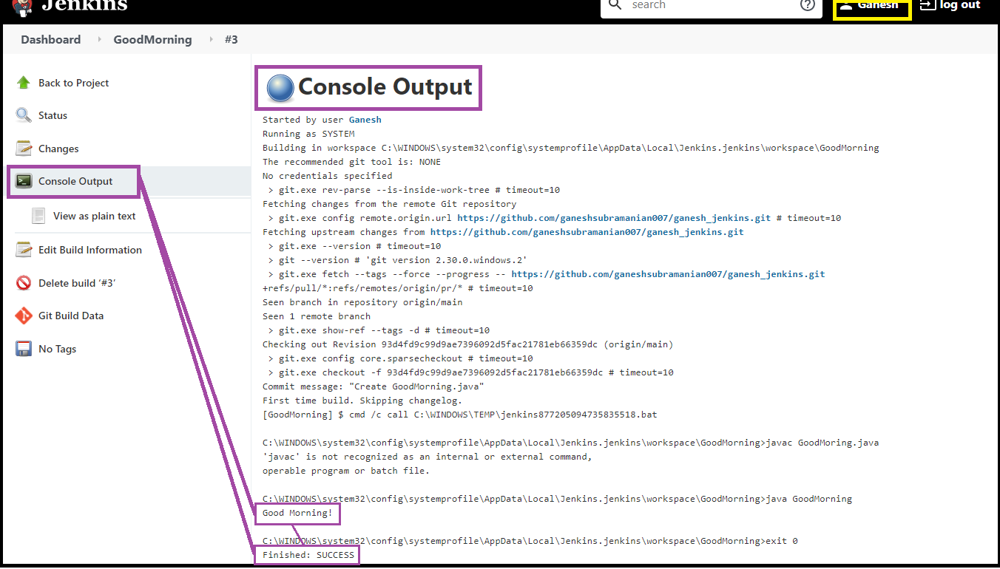 Jenkins
search
Ganesh
log out
Dashboard
GoodMorning
#3
Back to Project
Status
Changes
Console Output
View as plain text
Edit Build Information
Delete build ‘#3’
Git Build Data
No Tags
Console Output
Started by user Ganesh
Running as SYSTEM
Building in workspace C:\WINDOWS\system32\config\systemprofile\AppData\Local\Jenkins.jenkins\workspace\GoodMorning
The recommended git tool is: NONE
No credentials specified
 > git.exe rev-parse --is-inside-work-tree # timeout=10
Fetching changes from the remote Git repository
 > git.exe config remote.origin.url https://github.com/ganeshsubramanian007/ganesh_jenkins.git # timeout=10
Fetching upstream changes from https://github.com/ganeshsubramanian007/ganesh_jenkins.git
 > git.exe --version # timeout=10
 > git --version # 'git version 2.30.0.windows.2'
 > git.exe fetch --tags --force --progress -- https://github.com/ganeshsubramanian007/ganesh_jenkins.git
+refs/pull/*:refs/remotes/origin/pr/* # timeout=10
Seen branch in repository origin/main
Seen 1 remote branch
 > git.exe show-ref --tags -d # timeout=10
Checking out Revision 93d4fd9c99d9ae7396092d5fac21781eb66359dc (origin/main)
 > git.exe config core.sparsecheckout # timeout=10
 > git.exe checkout -f 93d4fd9c99d9ae7396092d5fac21781eb66359dc # timeout=10
Commit message: "Create GoodMorning.java"
First time build. Skipping changelog.
[GoodMorning] $ cmd /c call C:\WINDOWS\TEMP\jenkins877205094735835518.bat
C:\WINDOWS\system32\config\systemprofile\AppData\Local\Jenkins.jenkins\workspace\GoodMorning>javac GoodMoring.java
'javac' is not recognized as an internal or external command,
operable program or batch file.
C:\WINDOWS\system32\config\systemprofile\AppData\Local\Jenkins.jenkins\workspace\GoodMorning>java GoodMorning
Good Morning!
C:\WINDOWS\system32\config\systemprofile\AppData\Local\Jenkins.jenkins\workspace\GoodMorning>exit 0
Finished: SUCCESS